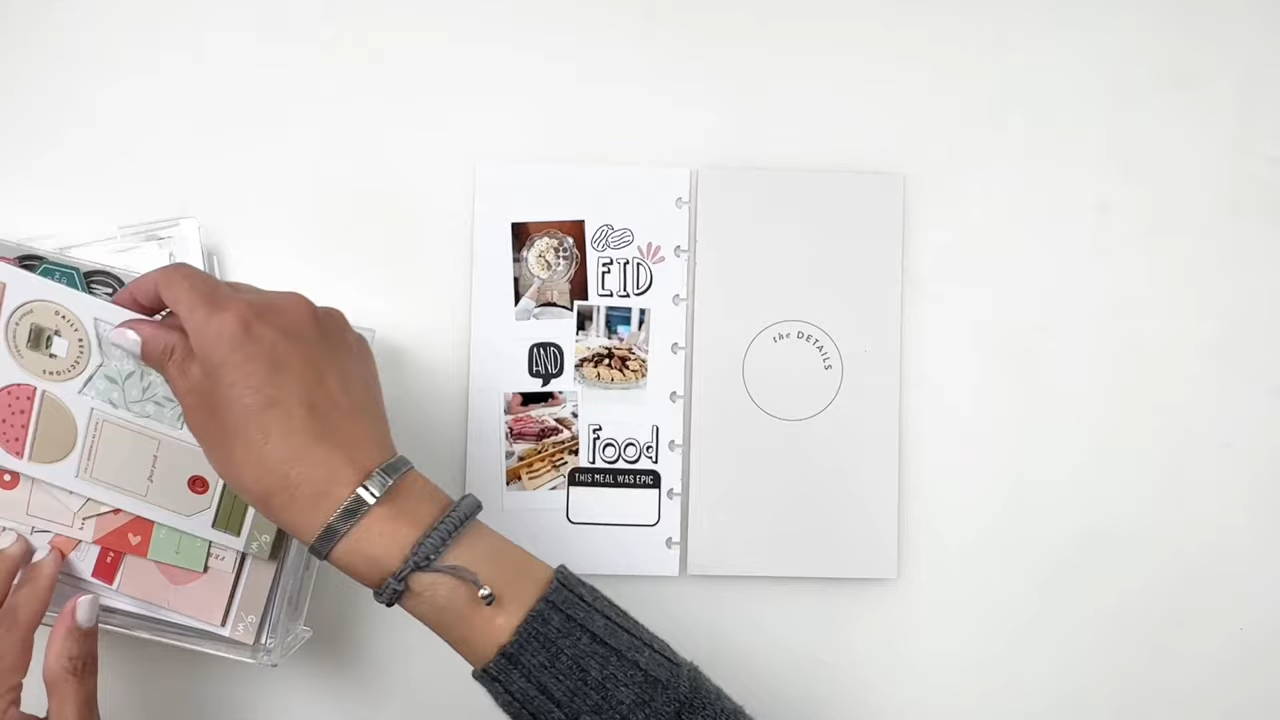 DAILY REFLECTIONS
EID
AND
Food
THIS MEAL WAS EPIC
the DETAILS
G/W
G/W